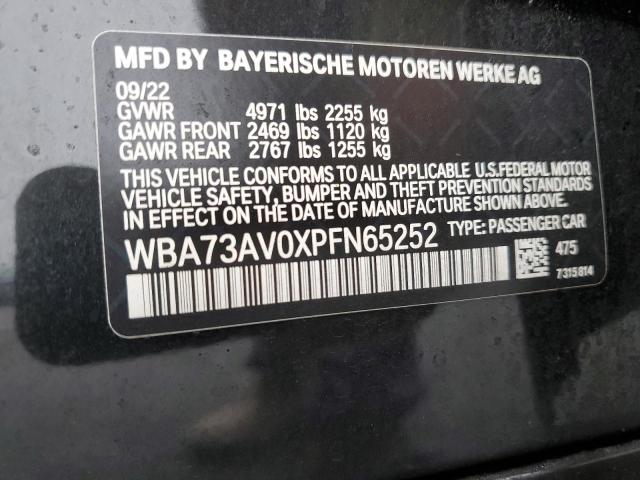 MFD BY BAYERISCHE MOTOREN WERKE AG
09/22
GVWR 4971 lbs 2255 kg
GAWR FRONT 2469 lbs 1120 kg
GAWR REAR 2767 lbs 1255 kg
THIS VEHICLE CONFORMS TO ALL APPLICABLE U.S.FEDERAL MOTOR
VEHICLE SAFETY, BUMPER AND THEFT PREVENTION STANDARDS
IN EFFECT ON THE DATE OF MANUFACTURE SHOWN ABOVE.
WBA73AV0XPFN65252 TYPE: PASSENGER CAR
475
7315814